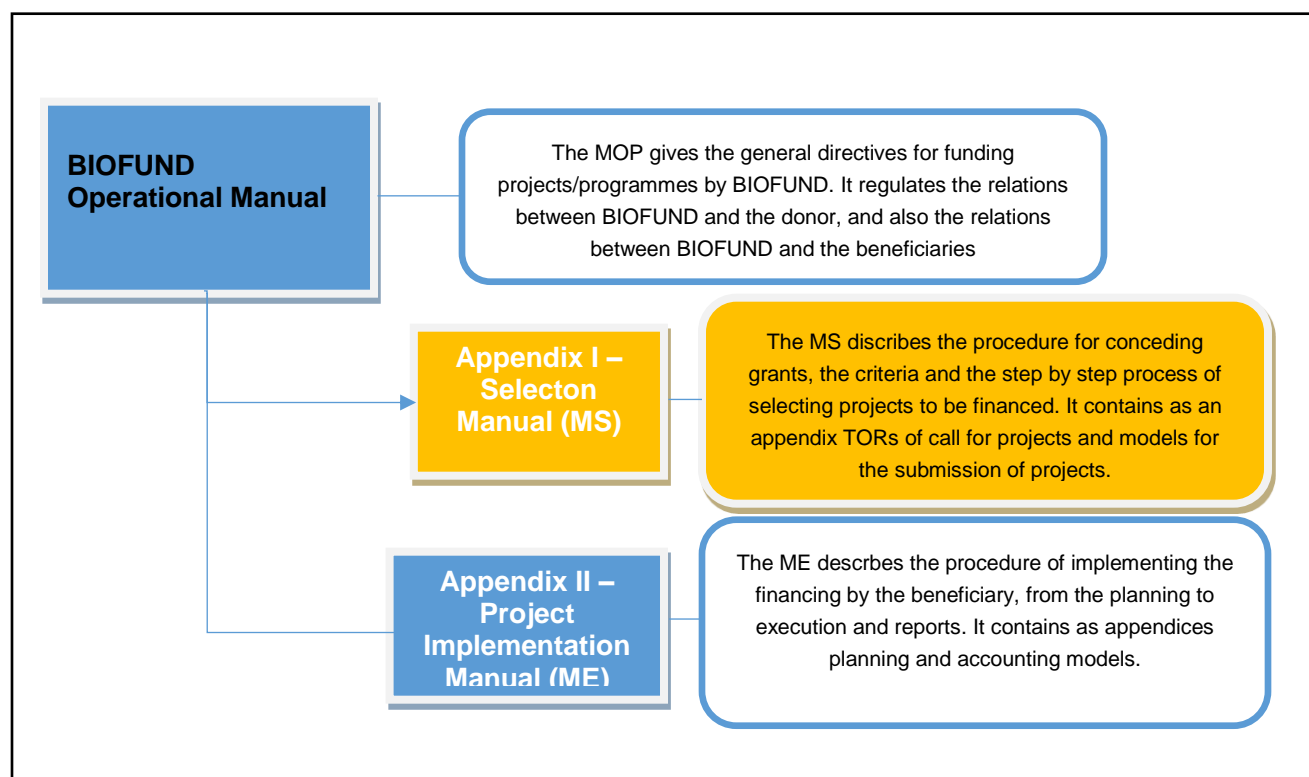 BIOFUND
Operational Manual
The MOP gives the general directives for funding
projects/programmes by BIOFUND. It regulates the relations
between BIOFUND and the donor, and also the relations
between BIOFUND and the beneficiaries
Appendix I –
Selecton
Manual (MS)
The MS discribes the procedure for conceding
grants, the criteria and the step by step process of
selecting projects to be financed. It contains as an
appendix TORs of call for projects and models for
the submission of projects.
Appendix II –
Project
Implementation
Manual (ME)
The ME descrbes the procedure of implementing the
financing by the beneficiary, from the planning to
execution and reports. It contains as appendices
planning and accounting models.